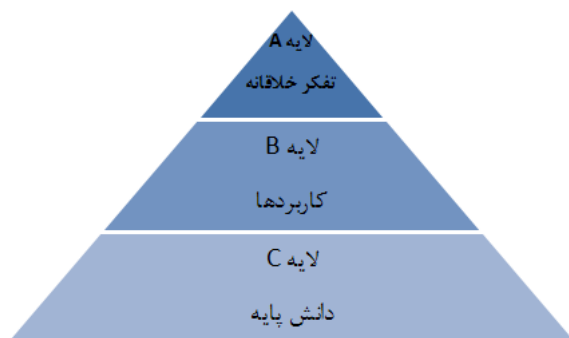 لایه A
تفکر خلاقانه
لایه B
کاربردها
لایه C
دانش پایه